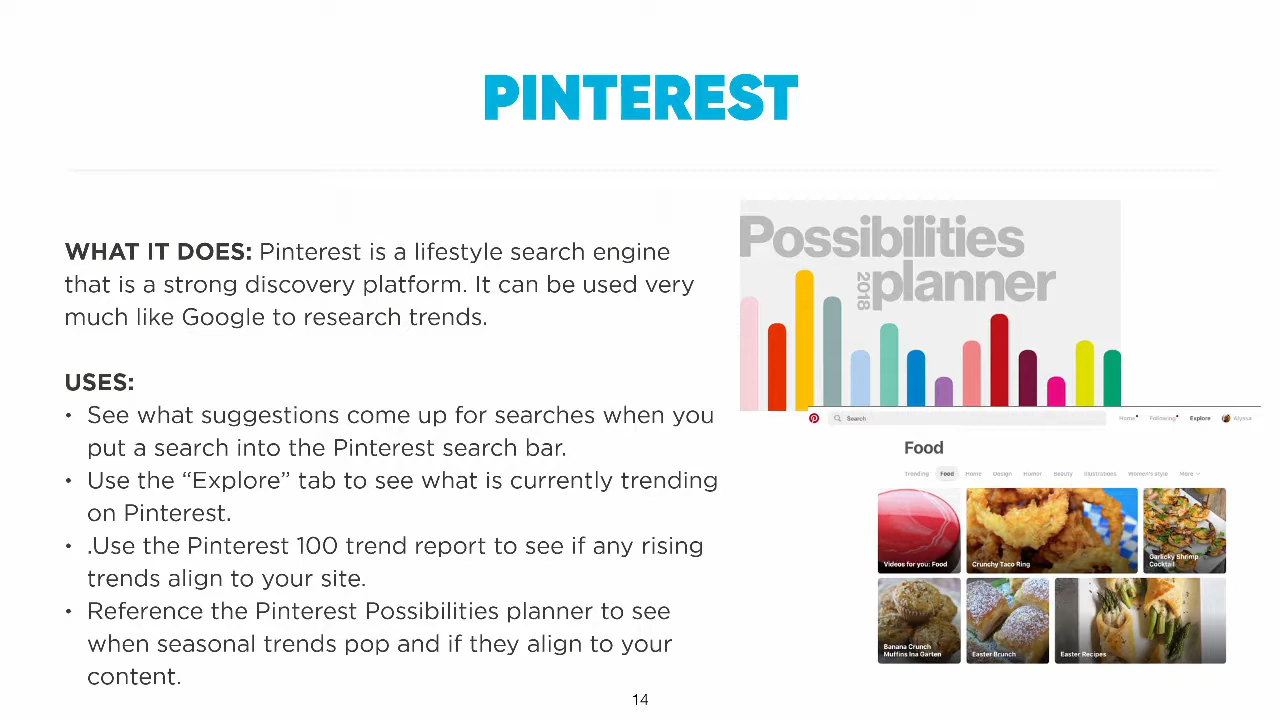 PINTEREST
WHAT IT DOES: Pinterest is a lifestyle search engine
that is a strong discovery platform. It can be used very
much like Google to research trends.
USES:
• See what suggestions come up for searches when you
put a search into the Pinterest search bar.
• Use the “Explore” tab to see what is currently trending
on Pinterest.
• .Use the Pinterest 100 trend report to see if any rising
trends align to your site.
• Reference the Pinterest Possibilities planner to see
when seasonal trends pop and if they align to your
content.
Possibilities
2018 planner
Search Home Following Explore Alyssa
Food
Trending Food Home Design Humor Beauty Illustrations Women's style More
Videos for you: Food
Crunchy Taco Ring
Garlicky Shrimp
Cocktail
Banana Crunch
Muffins Ina Garten
Easter Brunch
Easter Recipes
14